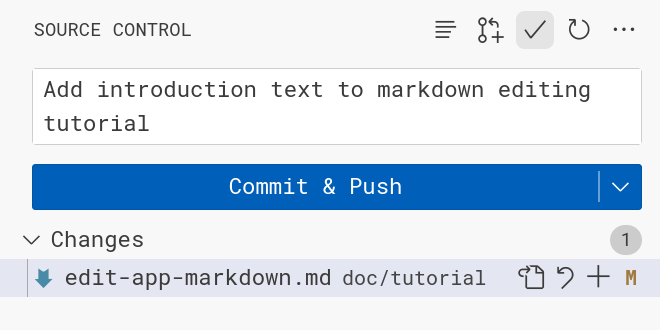 SOURCE CONTROL
Add introduction text to markdown editing
tutorial
Commit & Push
Changes 1
edit-app-markdown.md doc/tutorial M